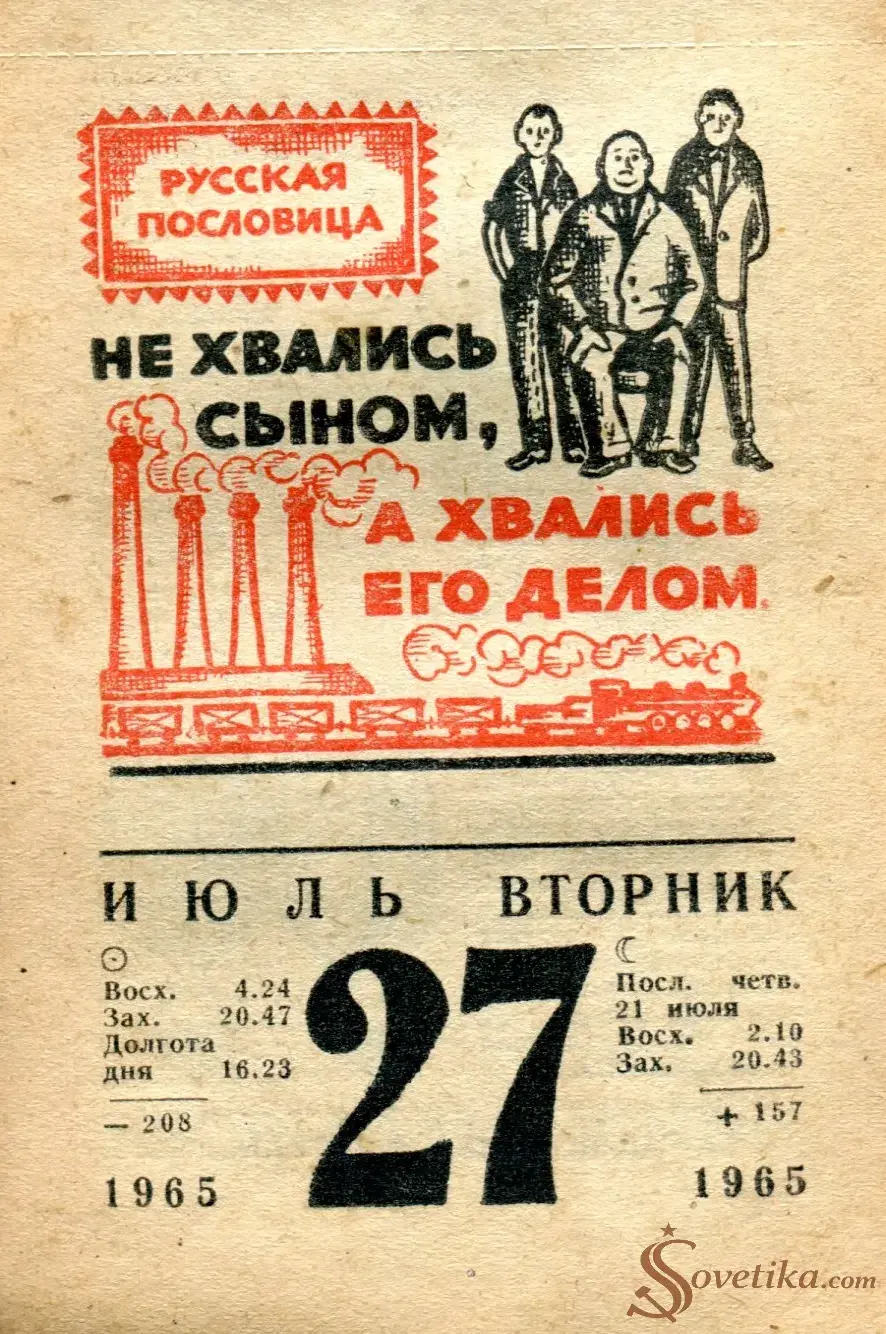 РУССКАЯ
ПОСЛОВИЦА
НЕ ХВАЛИСЬ
СЫНОМ,
А ХВАЛИСЬ
ЕГО ДЕЛОМ.
ИЮЛЬ ВТОРНИК
27
Восх. 4.24
Зах. 20.47
Долгота
дня 16.23
— 208
1965
Посл. четв.
21 июля
Восх. 2.10
Зах. 20.43
+ 157
1965
Sovetika.com